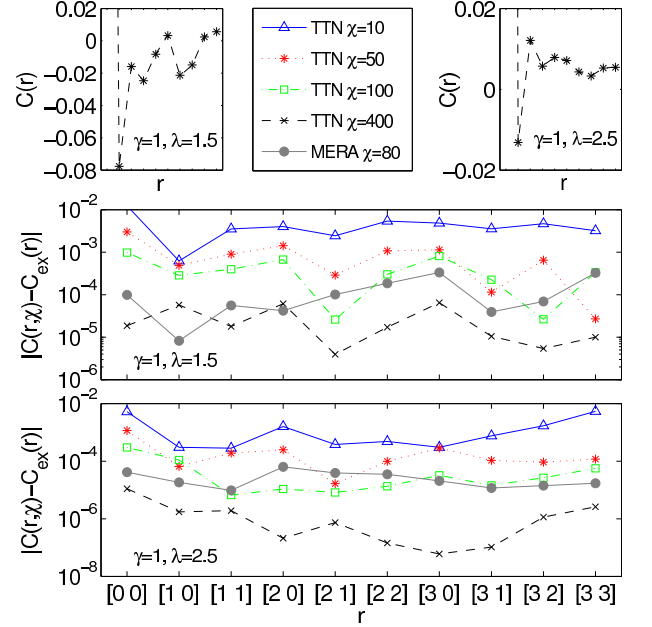 0
−0.02
−0.04
−0.06
−0.08
C(r)
γ=1, λ=1.5
r
TTN χ=10
TTN χ=50
TTN χ=100
TTN χ=400
MERA χ=80
0.02
0
−0.02
C(r)
γ=1, λ=2.5
r
10⁻²
10⁻³
10⁻⁴
10⁻⁵
10⁻⁶
|C(r;χ)−C_ex(r)|
γ=1, λ=1.5
10⁻²
10⁻⁴
10⁻⁶
10⁻⁸
|C(r,χ)−C_ex(r)|
γ=1, λ=2.5
[0 0] [1 0] [1 1] [2 0] [2 1] [2 2] [3 0] [3 1] [3 2] [3 3]
r